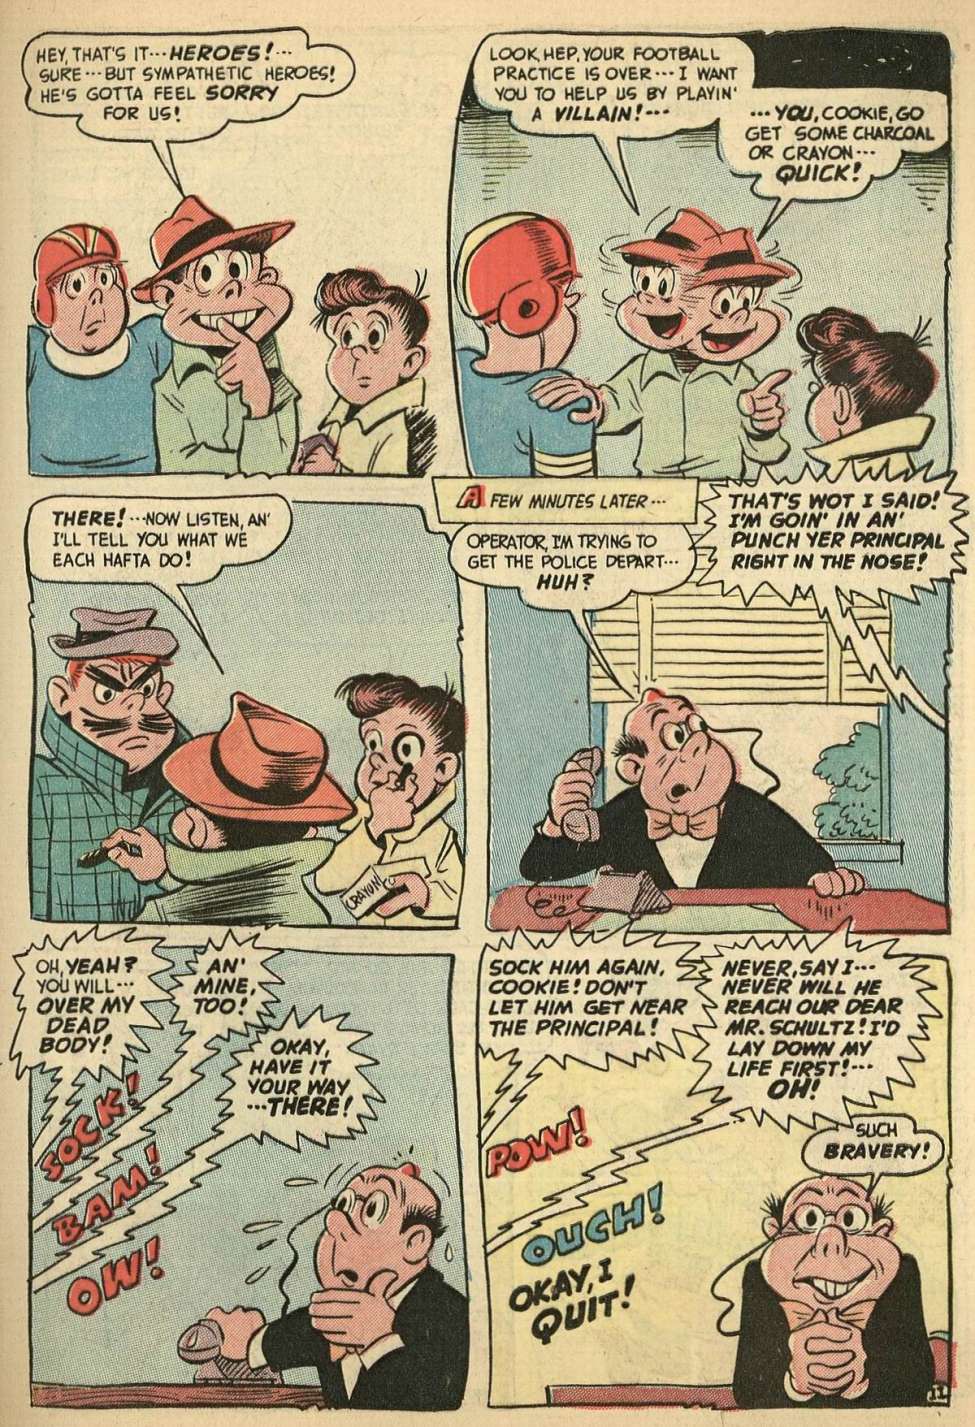 HEY, THAT'S IT---HEROES!---
SURE---BUT SYMPATHETIC HEROES!
HE'S GOTTA FEEL SORRY
FOR US!
LOOK, HEP, YOUR FOOTBALL
PRACTICE IS OVER---I WANT
YOU TO HELP US BY PLAYIN'
A VILLAIN!---
---YOU, COOKIE, GO
GET SOME CHARCOAL
OR CRAYON---
QUICK!
THERE!---NOW LISTEN, AN'
I'LL TELL YOU WHAT WE
EACH HAFTA DO!
CRAYON
CO
A FEW MINUTES LATER---
OPERATOR, I'M TRYING TO
GET THE POLICE DEPART---
HUH?
THAT'S WOT I SAID!
I'M GOIN' IN AN'
PUNCH YER PRINCIPAL
RIGHT IN THE NOSE!
OH, YEAH?
YOU WILL---
OVER MY
DEAD
BODY!
AN'
MINE,
TOO!
OKAY,
HAVE IT
YOUR WAY
---THERE!
SOCK!
BAM!
OW!
SOCK HIM AGAIN,
COOKIE! DON'T
LET HIM GET NEAR
THE PRINCIPAL!
NEVER, SAY I---
NEVER WILL HE
REACH OUR DEAR
MR. SCHULTZ! I'D
LAY DOWN MY
LIFE FIRST!---
OH!
POW!
OUCH!
OKAY, I
QUIT!
SUCH
BRAVERY!
11